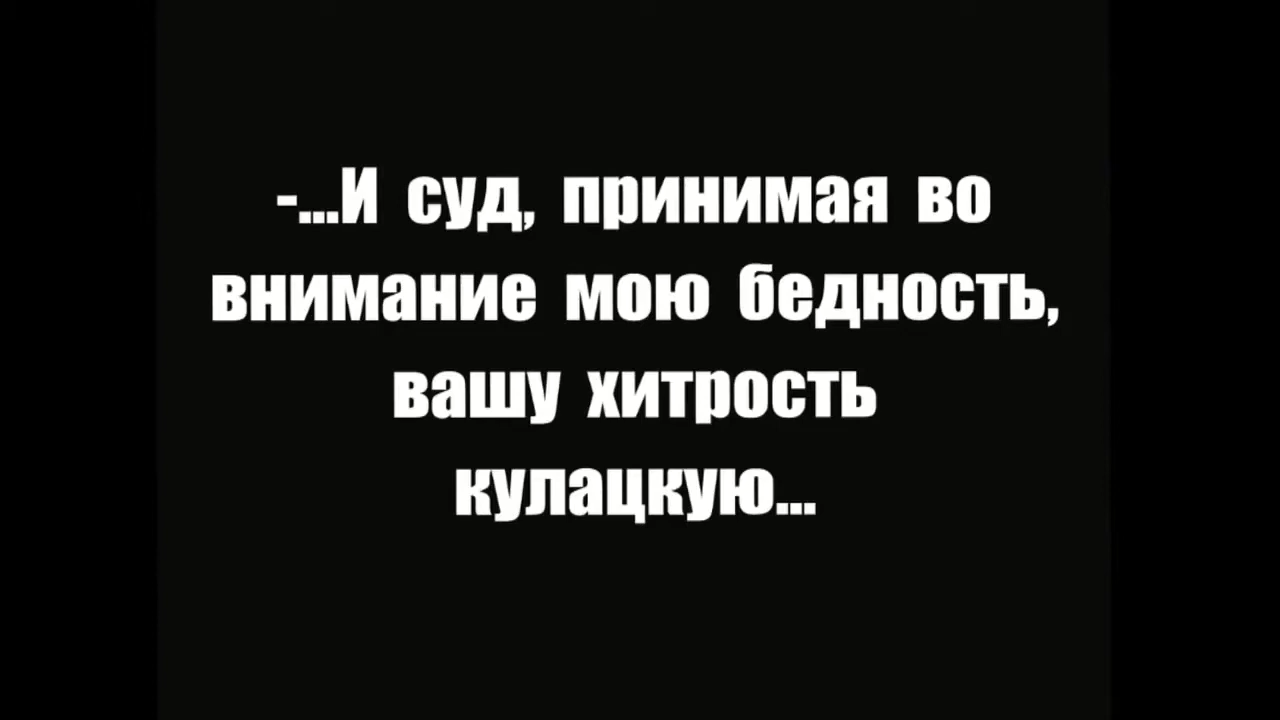 -...И суд, принимая во
внимание мою бедность,
вашу хитрость
кулацкую...